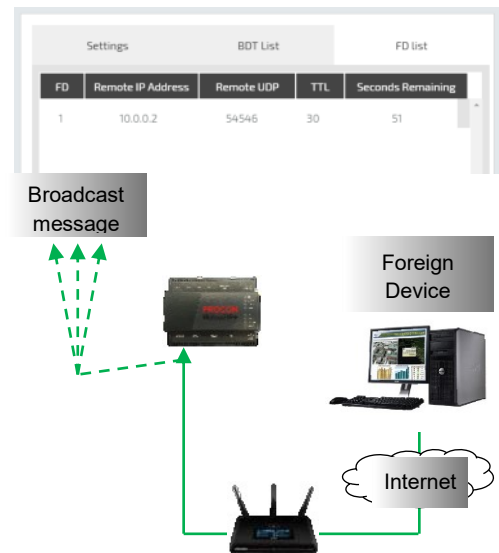 Settings BDT List FD list
FD Remote IP Address Remote UDP TTL Seconds Remaining
1 10.0.0.2 54546 30 51
Broadcast
message
Foreign
Device
PROCON
Internet